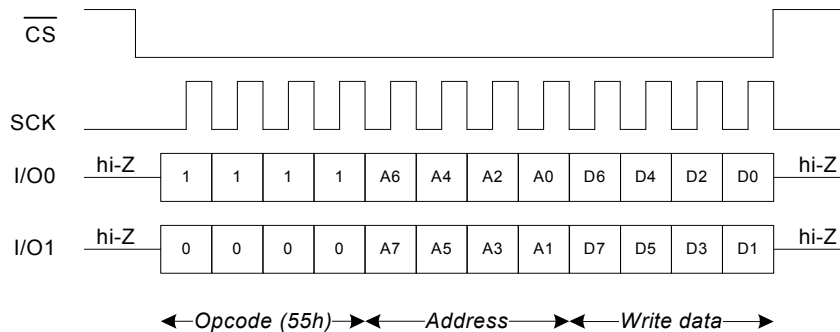 CS
SCK
I/O0 hi-Z 1 1 1 1 A6 A4 A2 A0 D6 D4 D2 D0 hi-Z
I/O1 hi-Z 0 0 0 0 A7 A5 A3 A1 D7 D5 D3 D1 hi-Z
Opcode (55h) Address Write data